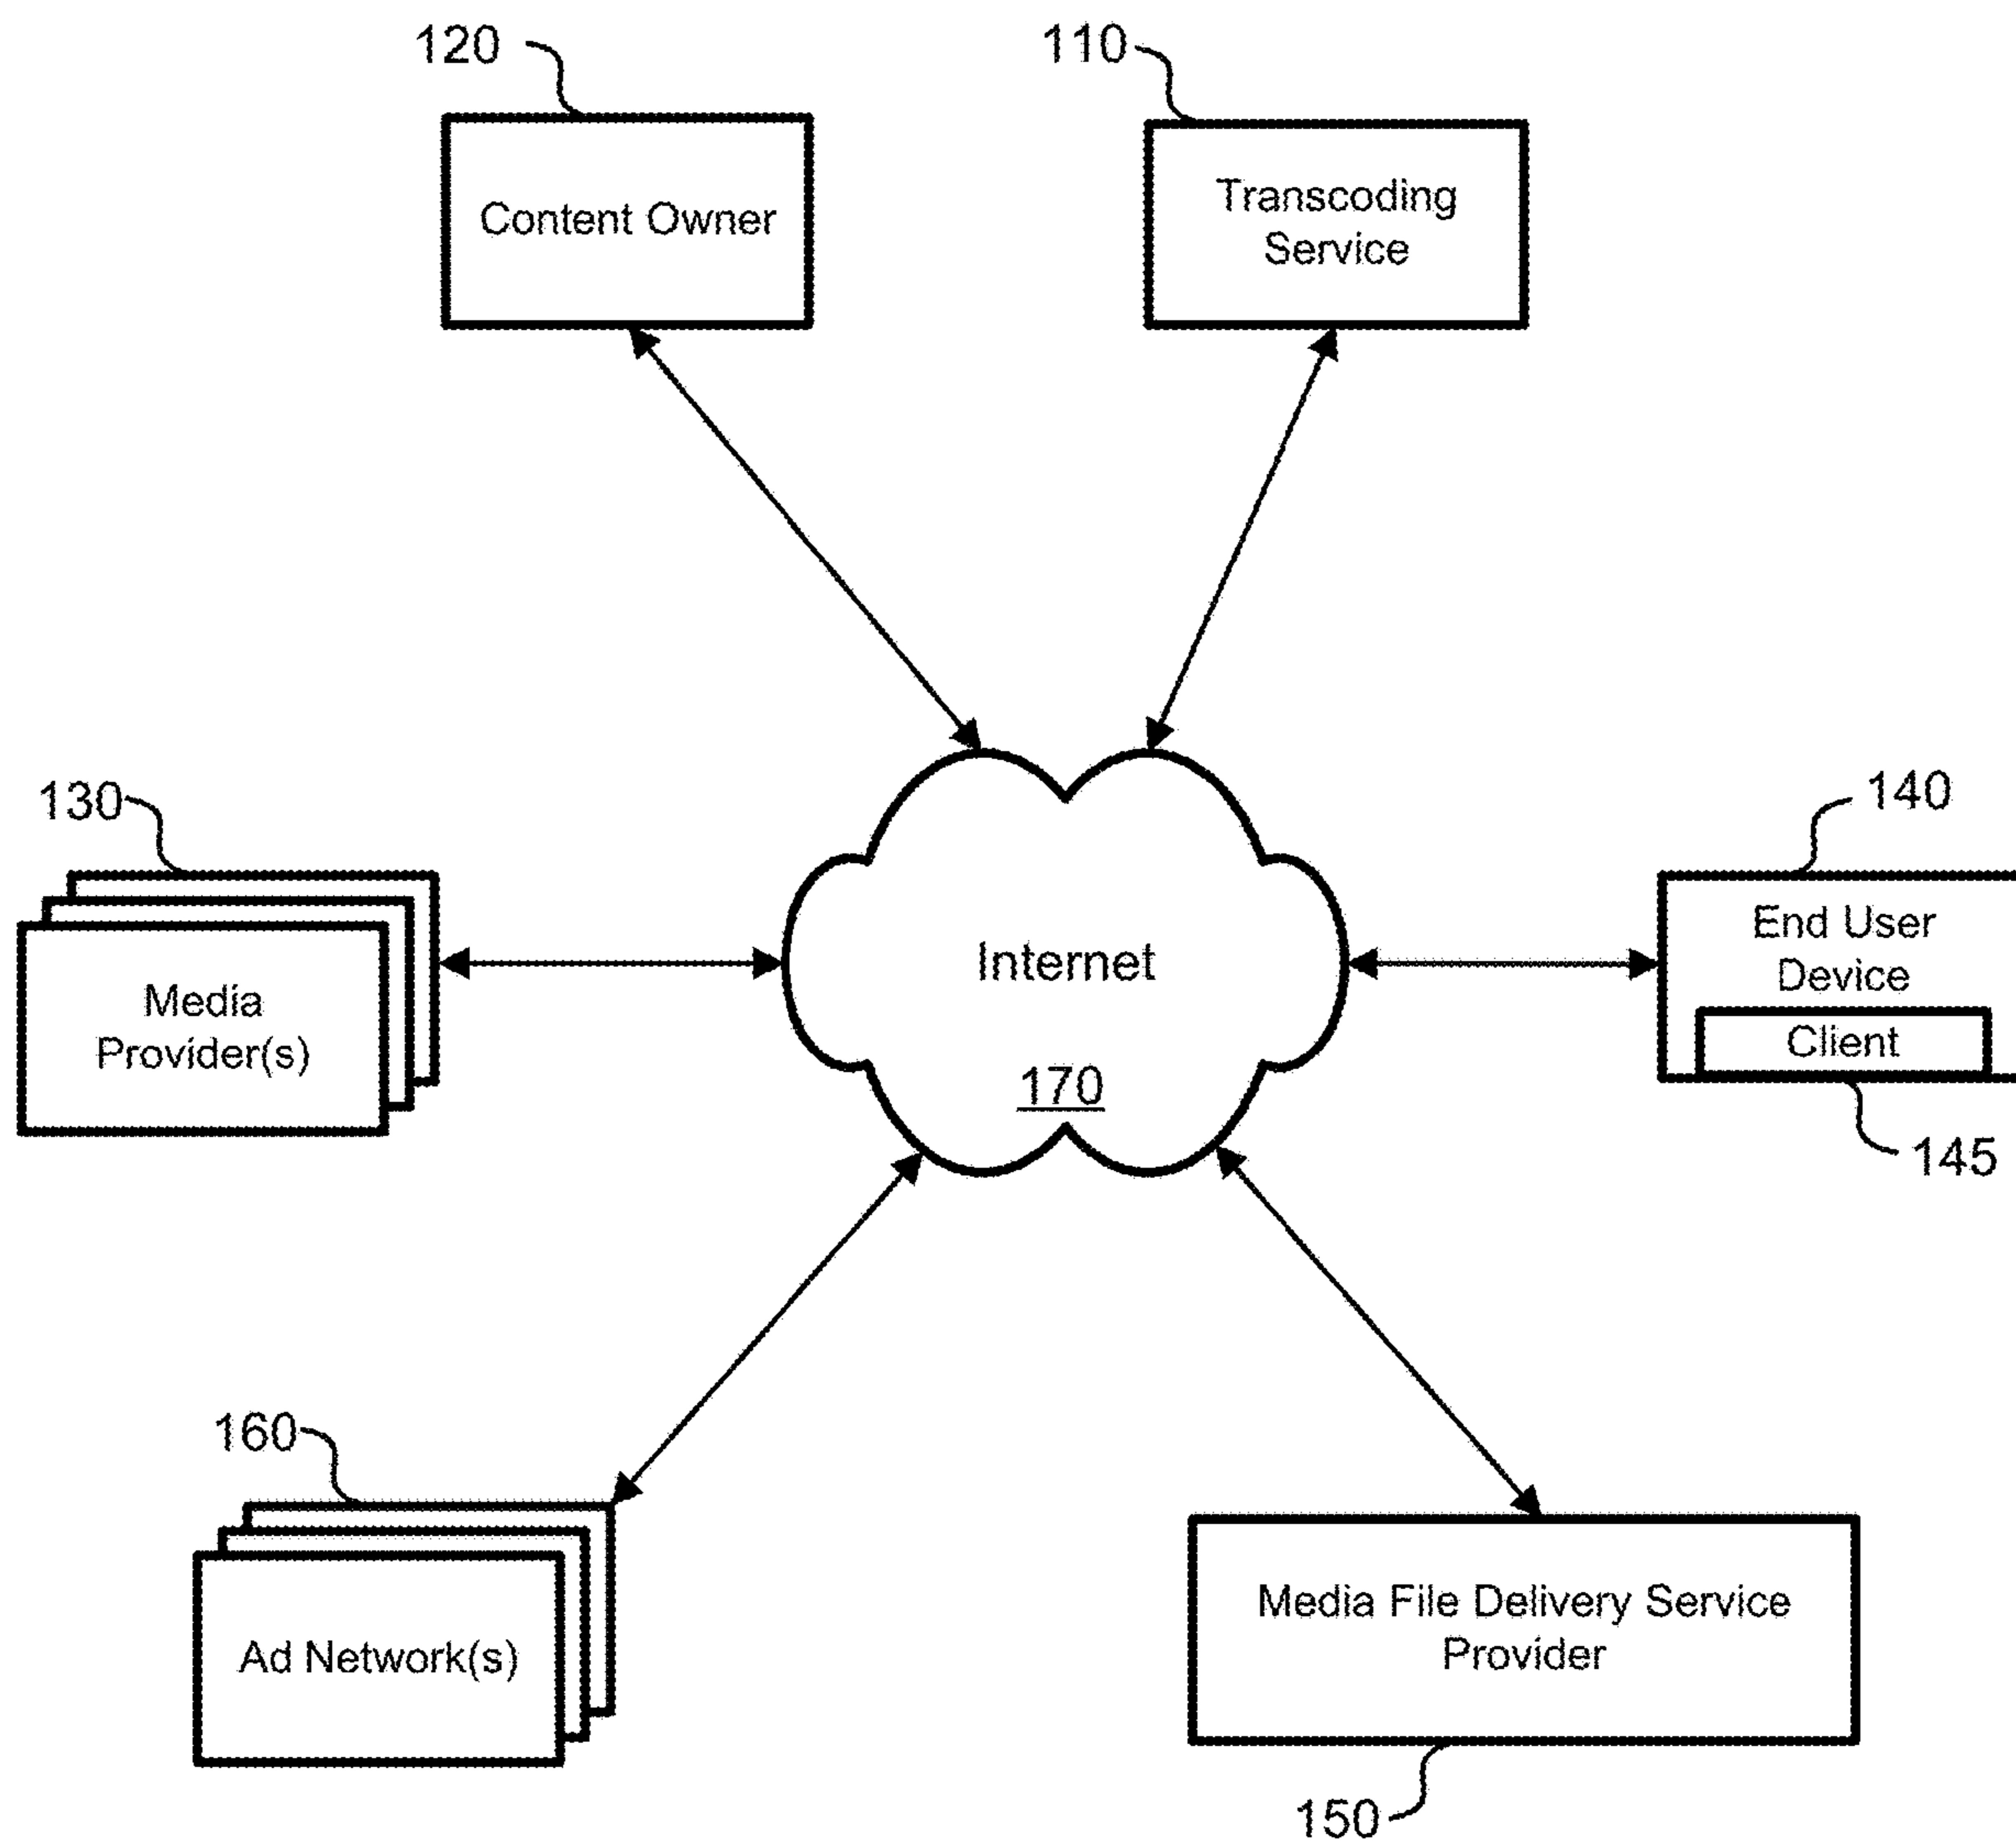 120
110
Content Owner
Transcoding
Service
130
140
Media
Provider(s)
Internet
170
End User
Device
Client
145
160
Ad Network(s)
Media File Delivery Service
Provider
150